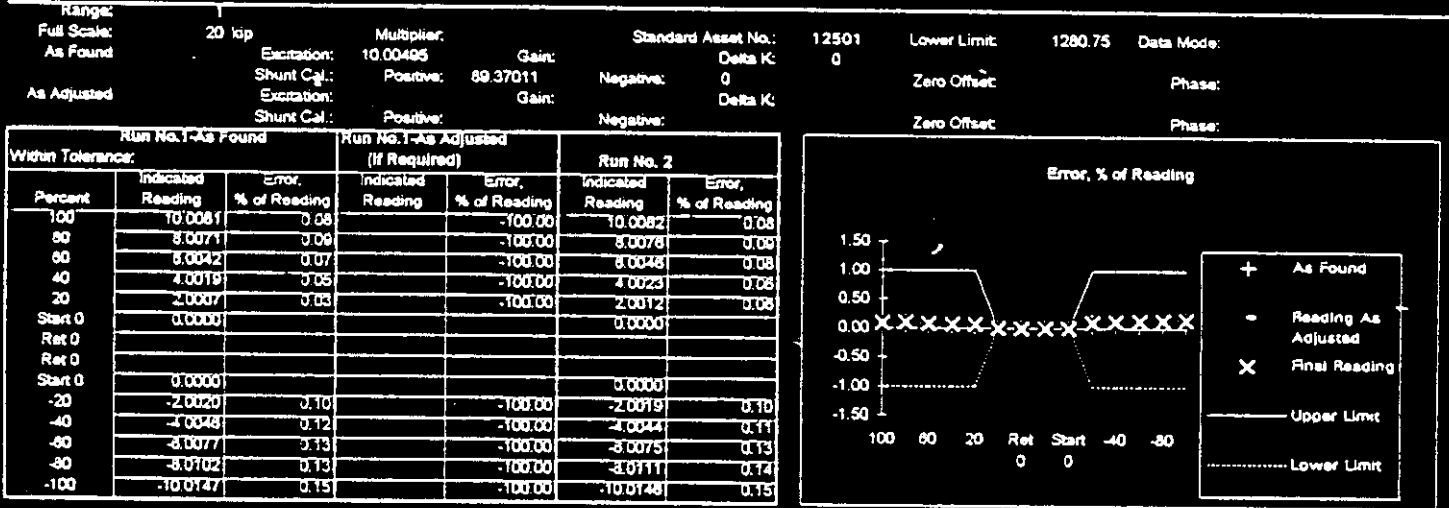 Range:
Full Scale: 20 kip Multiplier: Standard Asset No.: 12501 Lower Limit: 1280.75 Data Mode:
As Found Excitation: 10.00495 Gain: Delta K: 0
Shunt Cal.: Positive: 89.37011 Negative: 0 Zero Offset: Phase:
As Adjusted Excitation: Gain: Delta K:
Shunt Cal.: Positive: Negative: Zero Offset: Phase:
Run No.1-As Found Run No.1-As Adjusted
Within Tolerance: (If Required) Run No. 2
Indicated Error, Indicated Error, Indicated Error,
Percent Reading % of Reading Reading % of Reading Reading % of Reading
100 10.0081 0.08 -100.00 10.0082 0.08
80 8.0071 0.09 -100.00 8.0076 0.09
60 6.0042 0.07 -100.00 6.0046 0.08
40 4.0019 0.05 -100.00 4.0023 0.06
20 2.0007 0.03 -100.00 2.0012 0.06
Start 0 0.0000 0.0000
Ret 0
Ret 0
Start 0 0.0000 0.0000
-20 -2.0020 0.10 -100.00 -2.0019 0.10
-40 -4.0046 0.12 -100.00 -4.0044 0.11
-60 -6.0077 0.13 -100.00 -6.0075 0.13
-80 -8.0102 0.13 -100.00 -8.0111 0.14
-100 -10.0147 0.15 -100.00 -10.0146 0.15
Error, % of Reading
1.50
1.00
0.50
0.00
-0.50
-1.00
-1.50
100 60 20 Ret 0 Start 0 -40 -80
As Found
Reading As
Adjusted
Final Reading
Upper Limit
Lower Limit